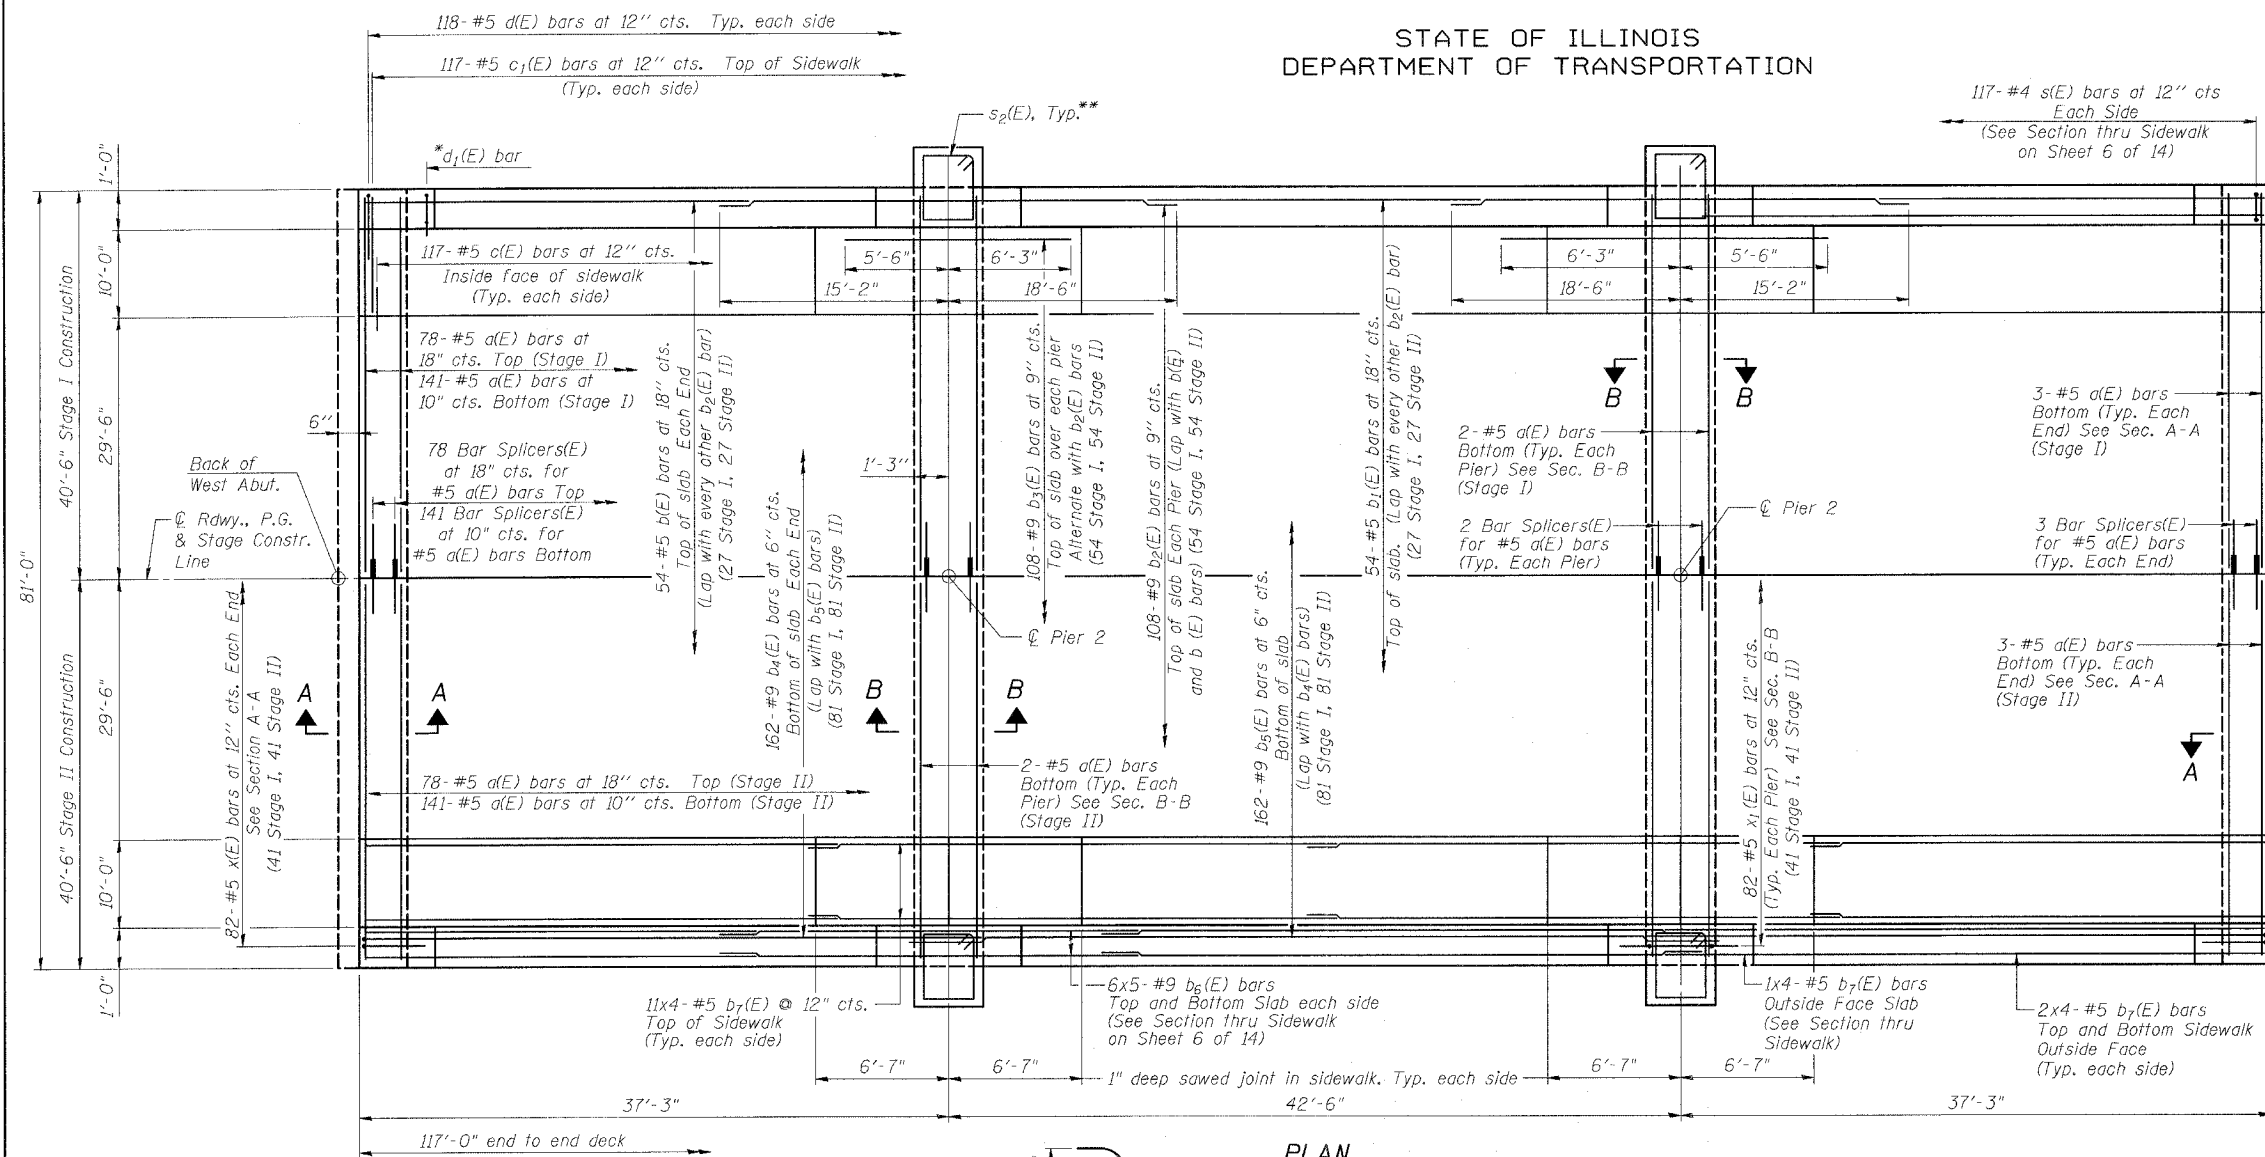 118-#5 d(E) bars at 12" cts. Typ. each side
117-#5 c₁(E) bars at 12" cts. Top of Sidewalk
(Typ. each side)
STATE OF ILLINOIS
DEPARTMENT OF TRANSPORTATION
117-#4 s(E) bars at 12" cts
Each Side
(See Section thru Sidewalk
on Sheet 6 of 14)
s₂(E), Typ.**
*d₁(E) bar
1'-0"
10'-0"
29'-6"
40'-6" Stage I Construction
81'-0"
40'-6" Stage II Construction
29'-6"
10'-0"
1'-0"
117-#5 c(E) bars at 12" cts.
Inside face of sidewalk
(Typ. each side)
5'-6"
6'-3"
15'-2"
18'-6"
6'-3"
5'-6"
18'-6"
15'-2"
78-#5 a(E) bars at
18" cts. Top (Stage I)
141-#5 a(E) bars at
10" cts. Bottom (Stage I)
6"
78 Bar Splicers(E)
at 18" cts. for
#5 a(E) bars Top
141 Bar Splicers(E)
at 10" cts. for
#5 a(E) bars Bottom
Back of
West Abut.
℄ Rdwy., P.G.
& Stage Constr.
Line
82-#5 x(E) bars at 12" cts. Each End
See Section A-A
(41 Stage I, 41 Stage II)
54-#5 b(E) bars at 18" cts.
Top of slab Each End
(Lap with every other b₂(E) bar)
(27 Stage I, 27 Stage II)
162-#9 b₄(E) bars at 6" cts.
Bottom of slab Each End
(Lap with b₅(E) bars)
(81 Stage I, 81 Stage II)
1'-3"
108-#9 b₃(E) bars at 9" cts.
Top of slab over each pier
Alternate with b₂(E) bars
(54 Stage I, 54 Stage II)
108-#9 b₂(E) bars at 9" cts.
Top of slab Each Pier (Lap with b(E)
and b (E) bars) (54 Stage I, 54 Stage II)
162-#9 b₅(E) bars at 6" cts.
Bottom of slab
(Lap with b₄(E) bars)
(81 Stage I, 81 Stage II)
54-#5 b₁(E) bars at 18" cts.
Top of slab. (Lap with every other b₂(E) bar)
(27 Stage I, 27 Stage II)
B
B
2-#5 a(E) bars
Bottom (Typ. Each
Pier) See Sec. B-B
(Stage I)
2 Bar Splicers(E)
for #5 a(E) bars
(Typ. Each Pier)
℄ Pier 2
3-#5 a(E) bars
Bottom (Typ. Each
End) See Sec. A-A
(Stage I)
3 Bar Splicers(E)
for #5 a(E) bars
(Typ. Each End)
℄ Pier 2
3-#5 a(E) bars
Bottom (Typ. Each
End) See Sec. A-A
(Stage II)
A
A
B
B
A
82-#5 x₁(E) bars at 12" cts.
(Typ. Each Pier) See Sec. B-B
(41 Stage I, 41 Stage II)
78-#5 a(E) bars at 18" cts. Top (Stage II)
141-#5 a(E) bars at 10" cts. Bottom (Stage II)
2-#5 a(E) bars
Bottom (Typ. Each
Pier) See Sec. B-B
(Stage II)
11x4-#5 b₇(E) @ 12" cts.
Top of Sidewalk
(Typ. each side)
6x5-#9 b₆(E) bars
Top and Bottom Slab each side
(See Section thru Sidewalk
on Sheet 6 of 14)
1x4-#5 b₇(E) bars
Outside Face Slab
(See Section thru
Sidewalk)
2x4-#5 b₇(E) bars
Top and Bottom Sidewalk
Outside Face
(Typ. each side)
6'-7"
6'-7"
1" deep sawed joint in sidewalk. Typ. each side
6'-7"
6'-7"
37'-3"
42'-6"
37'-3"
117'-0" end to end deck
PLAN